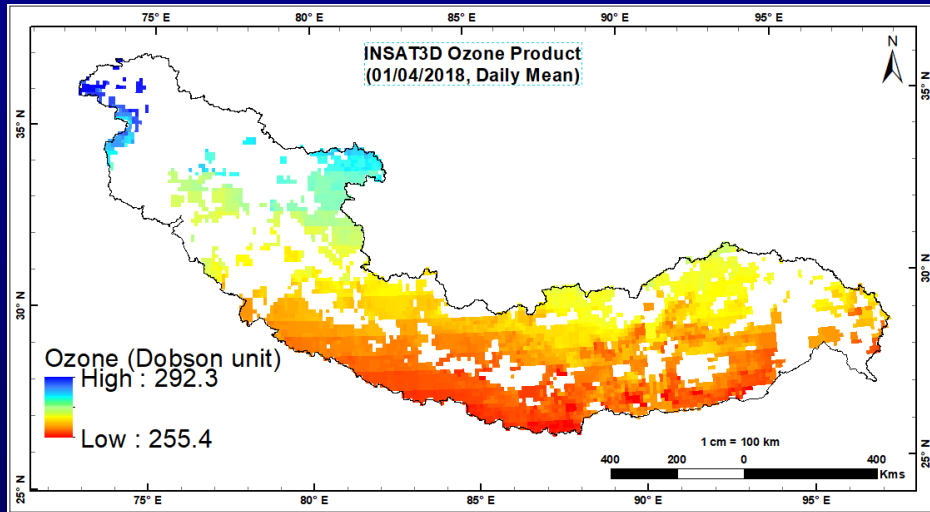 75° E 80° E 85° E 90° E 95° E
INSAT3D Ozone Product
(01/04/2018, Daily Mean)
N
35° N 35° N
30° N 30° N
Ozone (Dobson unit)
High : 292.3
Low : 255.4
1 cm = 100 km
400 200 0 400
Kms
25° N 25° N
75° E 80° E 85° E 90° E 95° E